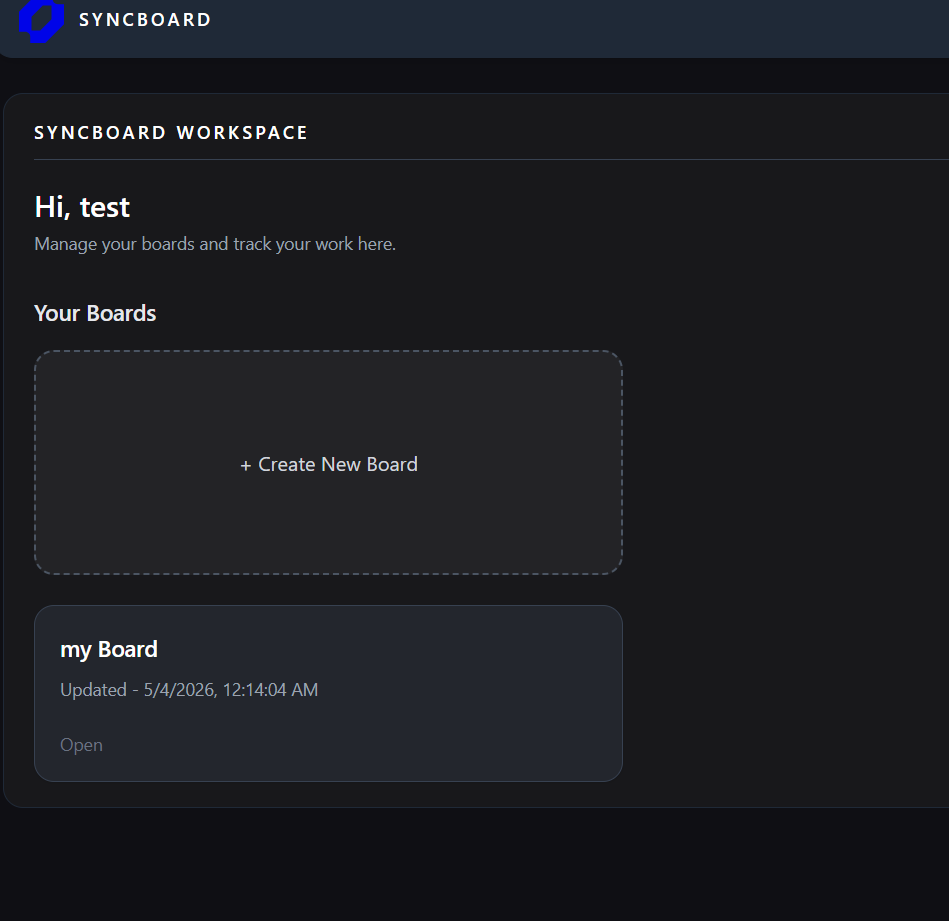 SYNCBOARD
SYNCBOARD WORKSPACE
Hi, test
Manage your boards and track your work here.
Your Boards
+ Create New Board
my Board
Updated - 5/4/2026, 12:14:04 AM
Open